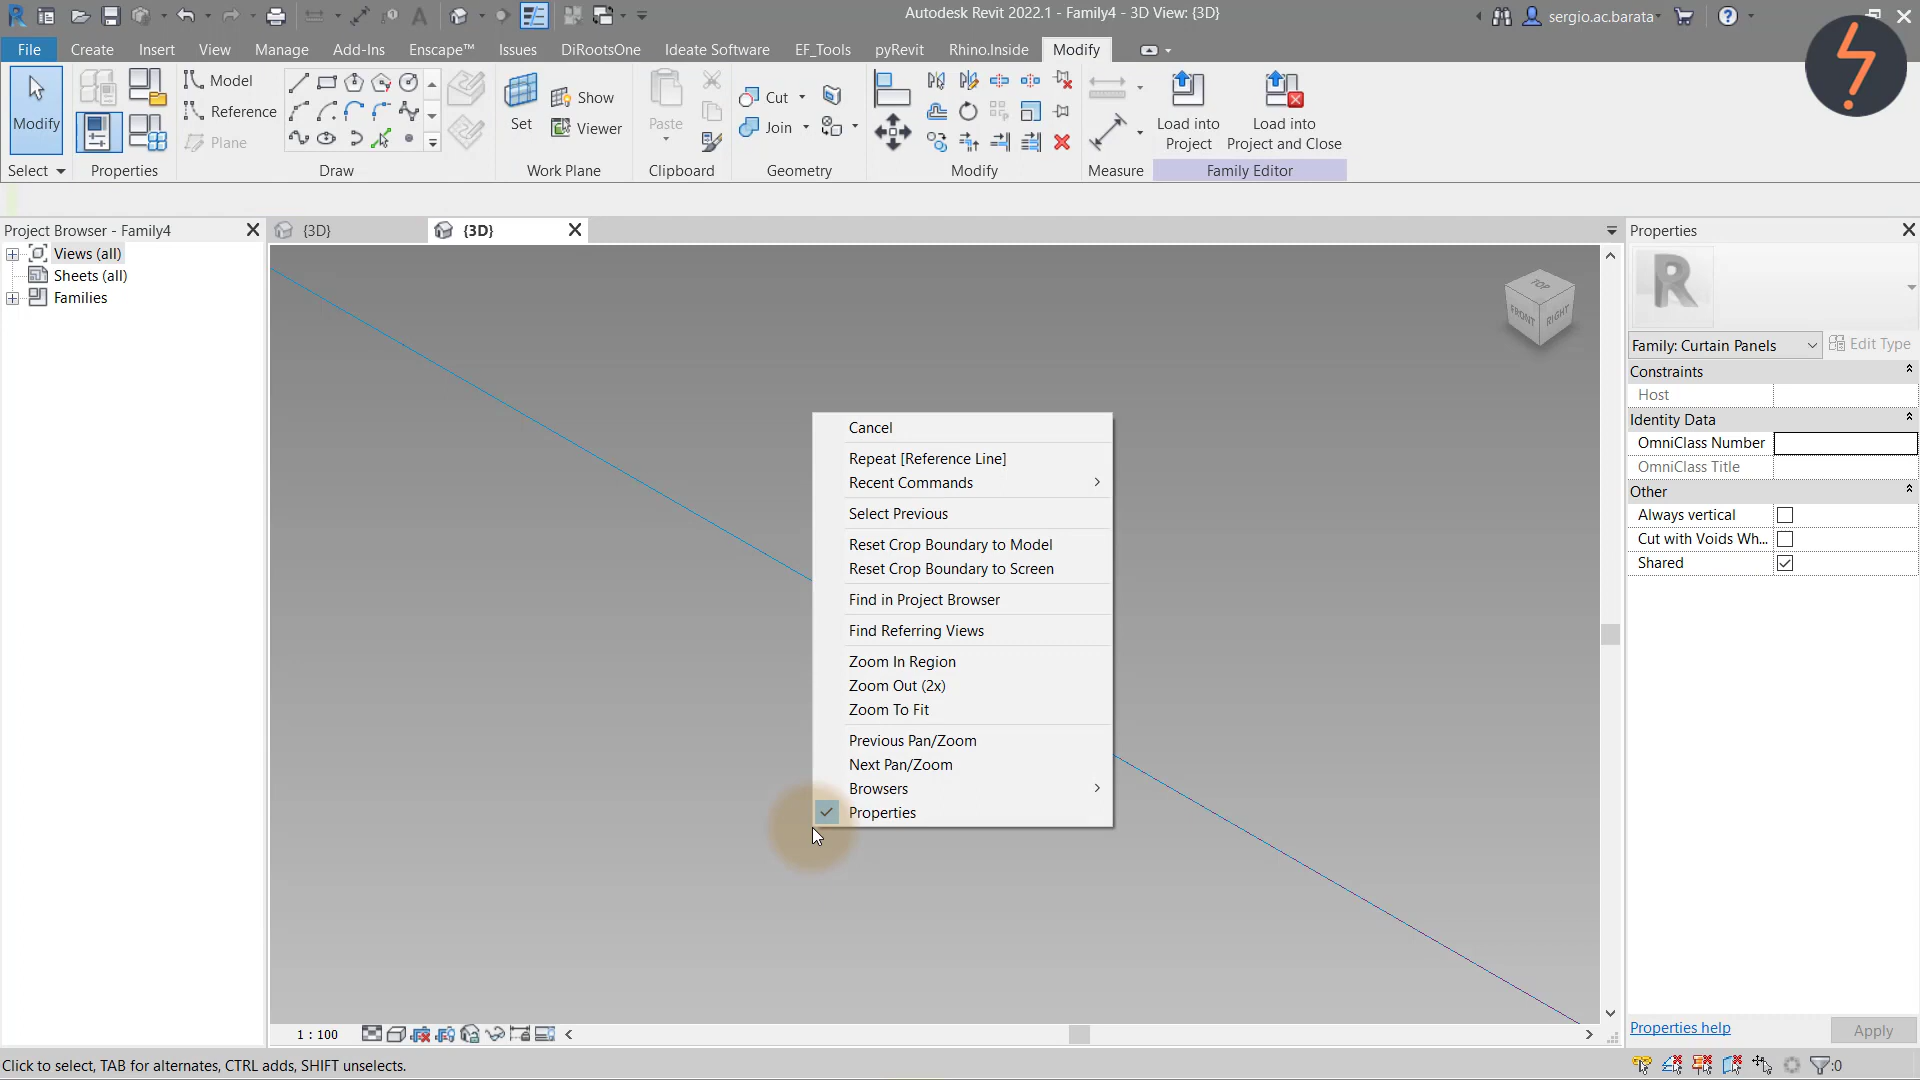 Autodesk Revit 2022.1 - Family4 - 3D View: {3D}
sergio.ac.barata
File Create Insert View Manage Add-Ins Enscape™ Issues DiRootsOne Ideate Software EF_Tools pyRevit Rhino.Inside Modify
Modify
Model
Reference
Plane
Set
Show
Viewer
Paste
Cut
Join
Load into
Project
Load into
Project and Close
Select Properties Draw Work Plane Clipboard Geometry Modify Measure Family Editor
Project Browser - Family4
Views (all)
Sheets (all)
Families
{3D}
{3D}
TOP
FRONT
RIGHT
Cancel
Repeat [Reference Line]
Recent Commands
Select Previous
Reset Crop Boundary to Model
Reset Crop Boundary to Screen
Find in Project Browser
Find Referring Views
Zoom In Region
Zoom Out (2x)
Zoom To Fit
Previous Pan/Zoom
Next Pan/Zoom
Browsers
Properties
Properties
R
Family: Curtain Panels
Edit Type
Constraints
Host
Identity Data
OmniClass Number
OmniClass Title
Other
Always vertical
Cut with Voids Wh...
Shared
Properties help
Apply
1 : 100
Click to select, TAB for alternates, CTRL adds, SHIFT unselects.
:0